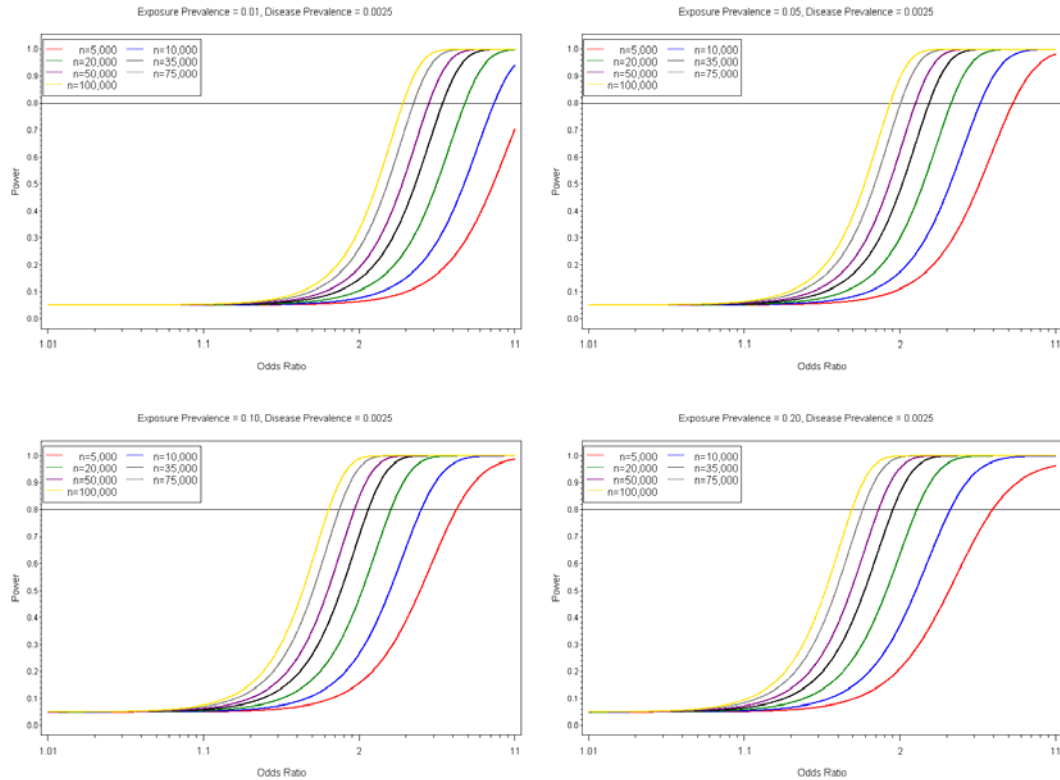 Exposure Prevalence = 0.01, Disease Prevalence = 0.0025
n=5,000 n=10,000
n=20,000 n=35,000
n=50,000 n=75,000
n=100,000
1.0
0.9
0.8
0.7
0.6
0.5
0.4
0.3
0.2
0.1
0.0
Power
1.01 1.1 2 11
Odds Ratio
Exposure Prevalence = 0.05, Disease Prevalence = 0.0025
n=5,000 n=10,000
n=20,000 n=35,000
n=50,000 n=75,000
n=100,000
1.0
0.9
0.8
0.7
0.6
0.5
0.4
0.3
0.2
0.1
0.0
Power
1.01 1.1 2 11
Odds Ratio
Exposure Prevalence = 0.10, Disease Prevalence = 0.0025
n=5,000 n=10,000
n=20,000 n=35,000
n=50,000 n=75,000
n=100,000
1.0
0.9
0.8
0.7
0.6
0.5
0.4
0.3
0.2
0.1
0.0
Power
1.01 1.1 2 11
Odds Ratio
Exposure Prevalence = 0.20, Disease Prevalence = 0.0025
n=5,000 n=10,000
n=20,000 n=35,000
n=50,000 n=75,000
n=100,000
1.0
0.9
0.8
0.7
0.6
0.5
0.4
0.3
0.2
0.1
0.0
Power
1.01 1.1 2 11
Odds Ratio